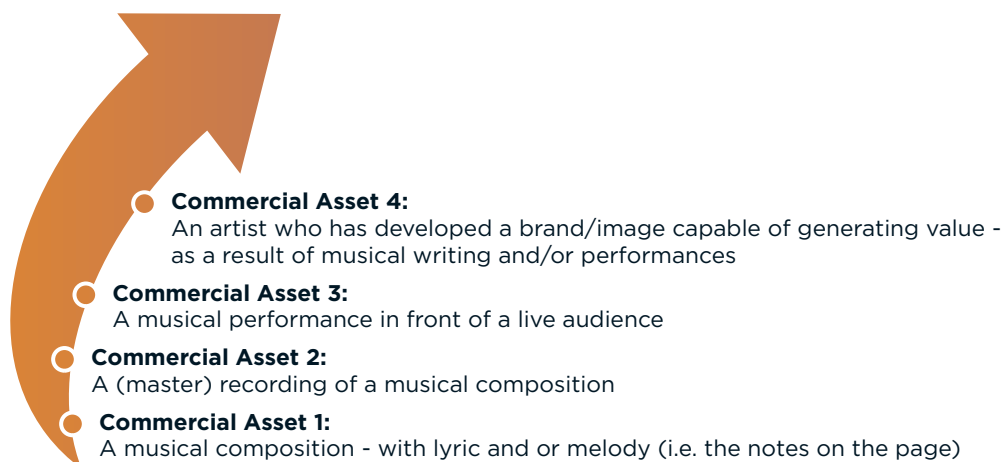 Commercial Asset 4:
An artist who has developed a brand/image capable of generating value -
as a result of musical writing and/or performances
Commercial Asset 3:
A musical performance in front of a live audience
Commercial Asset 2:
A (master) recording of a musical composition
Commercial Asset 1:
A musical composition - with lyric and or melody (i.e. the notes on the page)